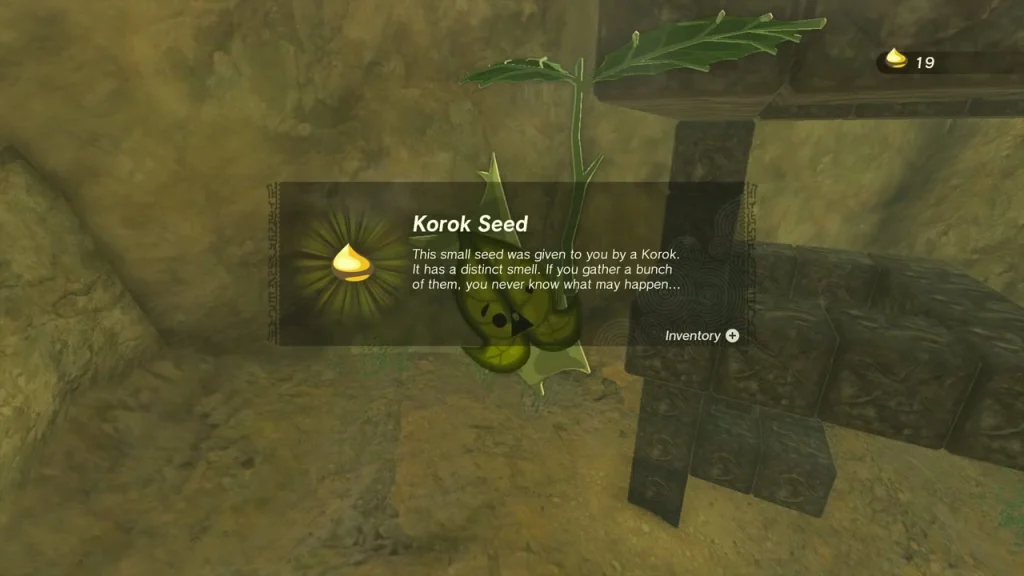 19
Korok Seed
This small seed was given to you by a Korok.
It has a distinct smell. If you gather a bunch
of them, you never know what may happen...
Inventory